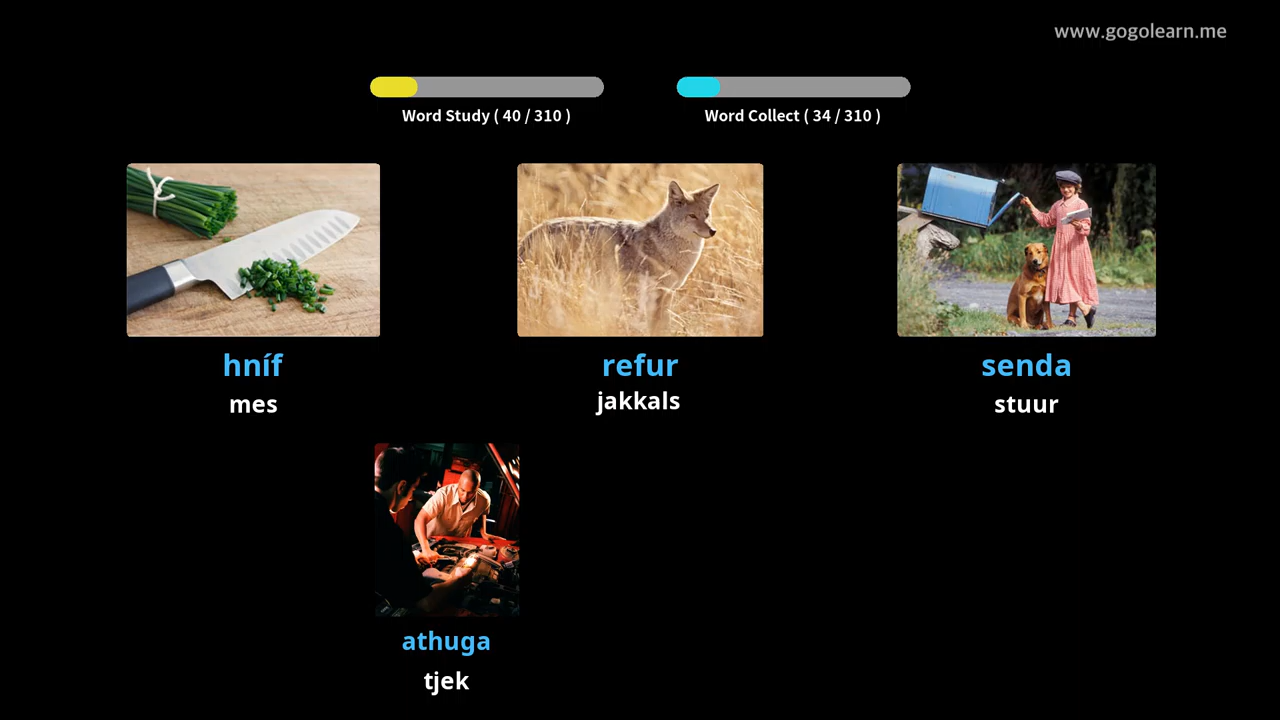 www.gogolearn.me
Word Study ( 40 / 310 )
Word Collect ( 34 / 310 )
hníf
mes
refur
jakkals
senda
stuur
athuga
tjek